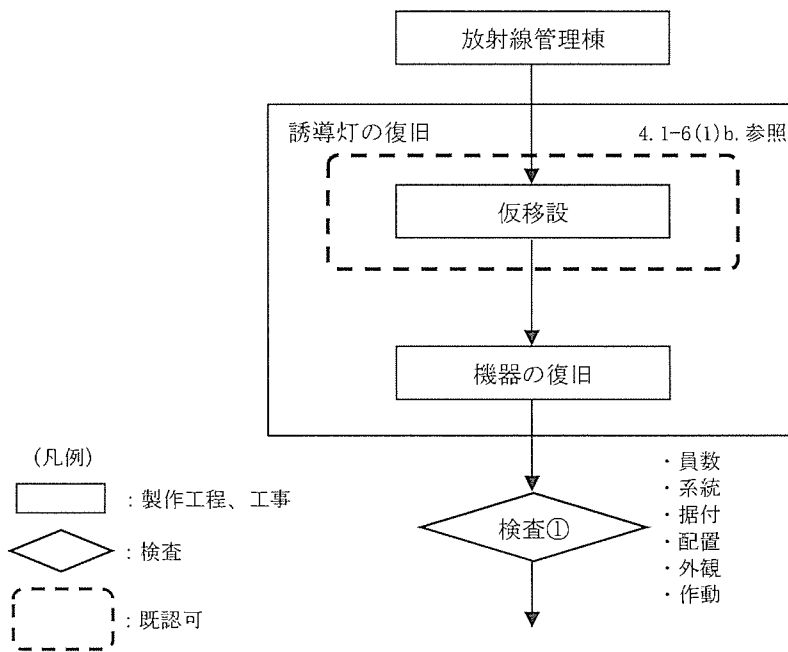 放射線管理棟
誘導灯の復旧
4.1-6(1)b.参照
仮移設
機器の復旧
検査①
・員数
・系統
・据付
・配置
・外観
・作動
(凡例)
：製作工程、工事
：検査
：既認可